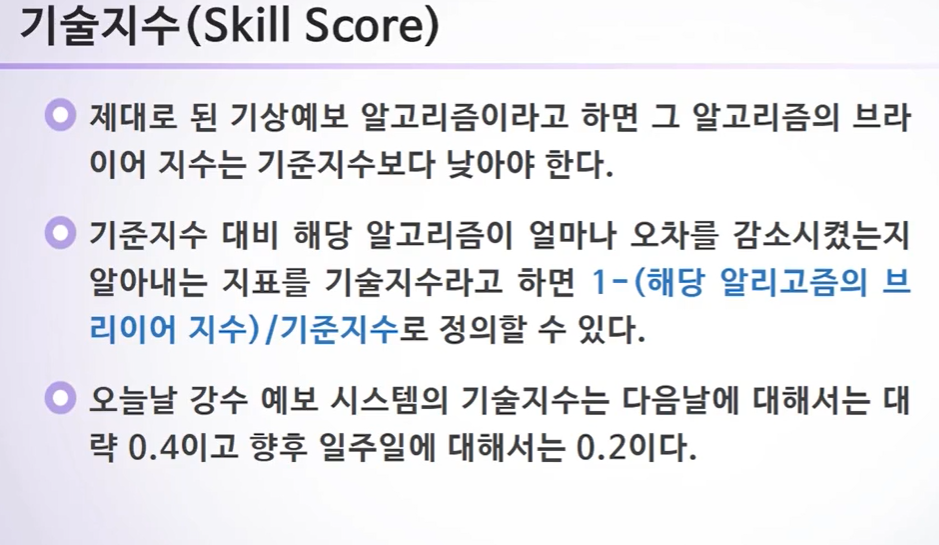 기술지수(Skill Score)
제대로 된 기상예보 알고리즘이라고 하면 그 알고리즘의 브라
이어 지수는 기준지수보다 낮아야 한다.
기준지수 대비 해당 알고리즘이 얼마나 오차를 감소시켰는지
알아내는 지표를 기술지수라고 하면 1-(해당 알리고즘의 브
리이어 지수)/기준지수로 정의할 수 있다.
오늘날 강수 예보 시스템의 기술지수는 다음날에 대해서는 대
략 0.4이고 향후 일주일에 대해서는 0.2이다.